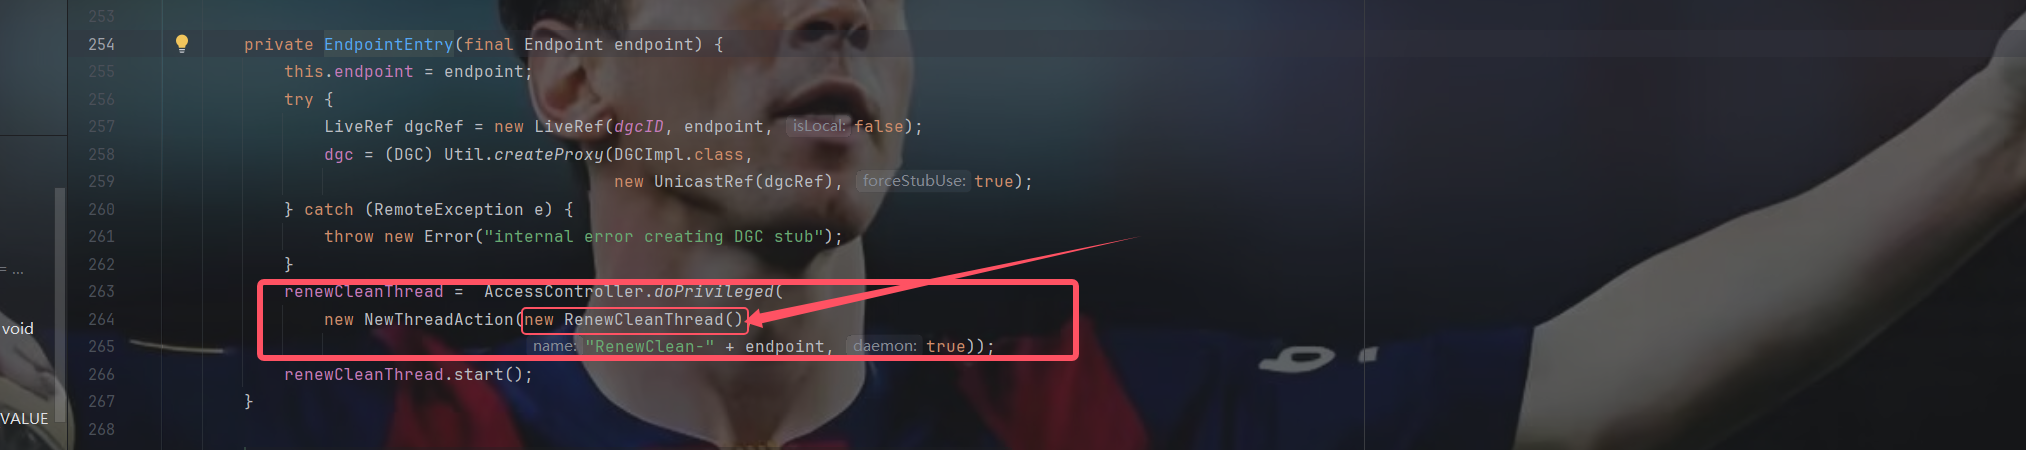 253
254 private EndpointEntry(final Endpoint endpoint) {
255 this.endpoint = endpoint;
256 try {
257 LiveRef dgcRef = new LiveRef(dgcID, endpoint, isLocal: false);
258 dgc = (DGC) Util.createProxy(DGCImpl.class,
259 new UnicastRef(dgcRef), forceStubUse: true);
260 } catch (RemoteException e) {
261 throw new Error("internal error creating DGC stub");
262 }
= ...
263 renewCleanThread = AccessController.doPrivileged(
264 new NewThreadAction(new RenewCleanThread()
void
265 name: "RenewClean-" + endpoint, daemon: true));
266 renewCleanThread.start();
267 }
VALUE
268